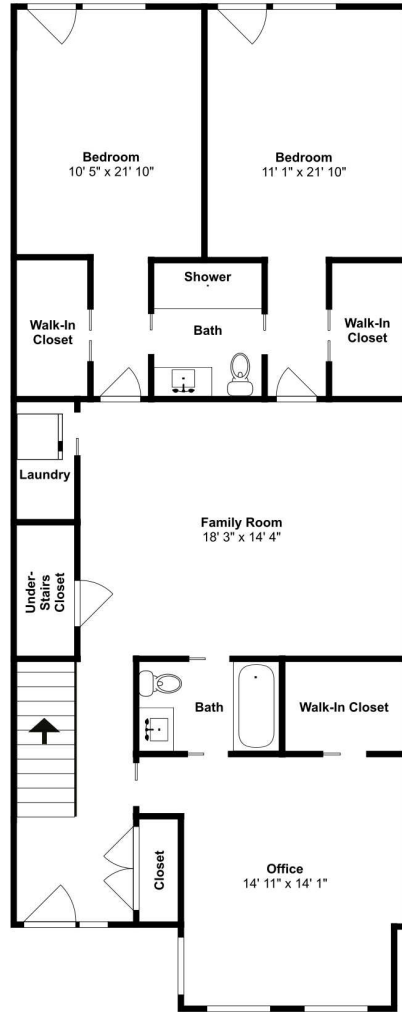 Bedroom
10' 5" x 21' 10"
Bedroom
11' 1" x 21' 10"
Shower
Walk-In
Closet
Bath
Walk-In
Closet
Laundry
Family Room
18' 3" x 14' 4"
Under-
Stairs
Closet
Bath
Walk-In Closet
Closet
Office
14' 11" x 14' 1"